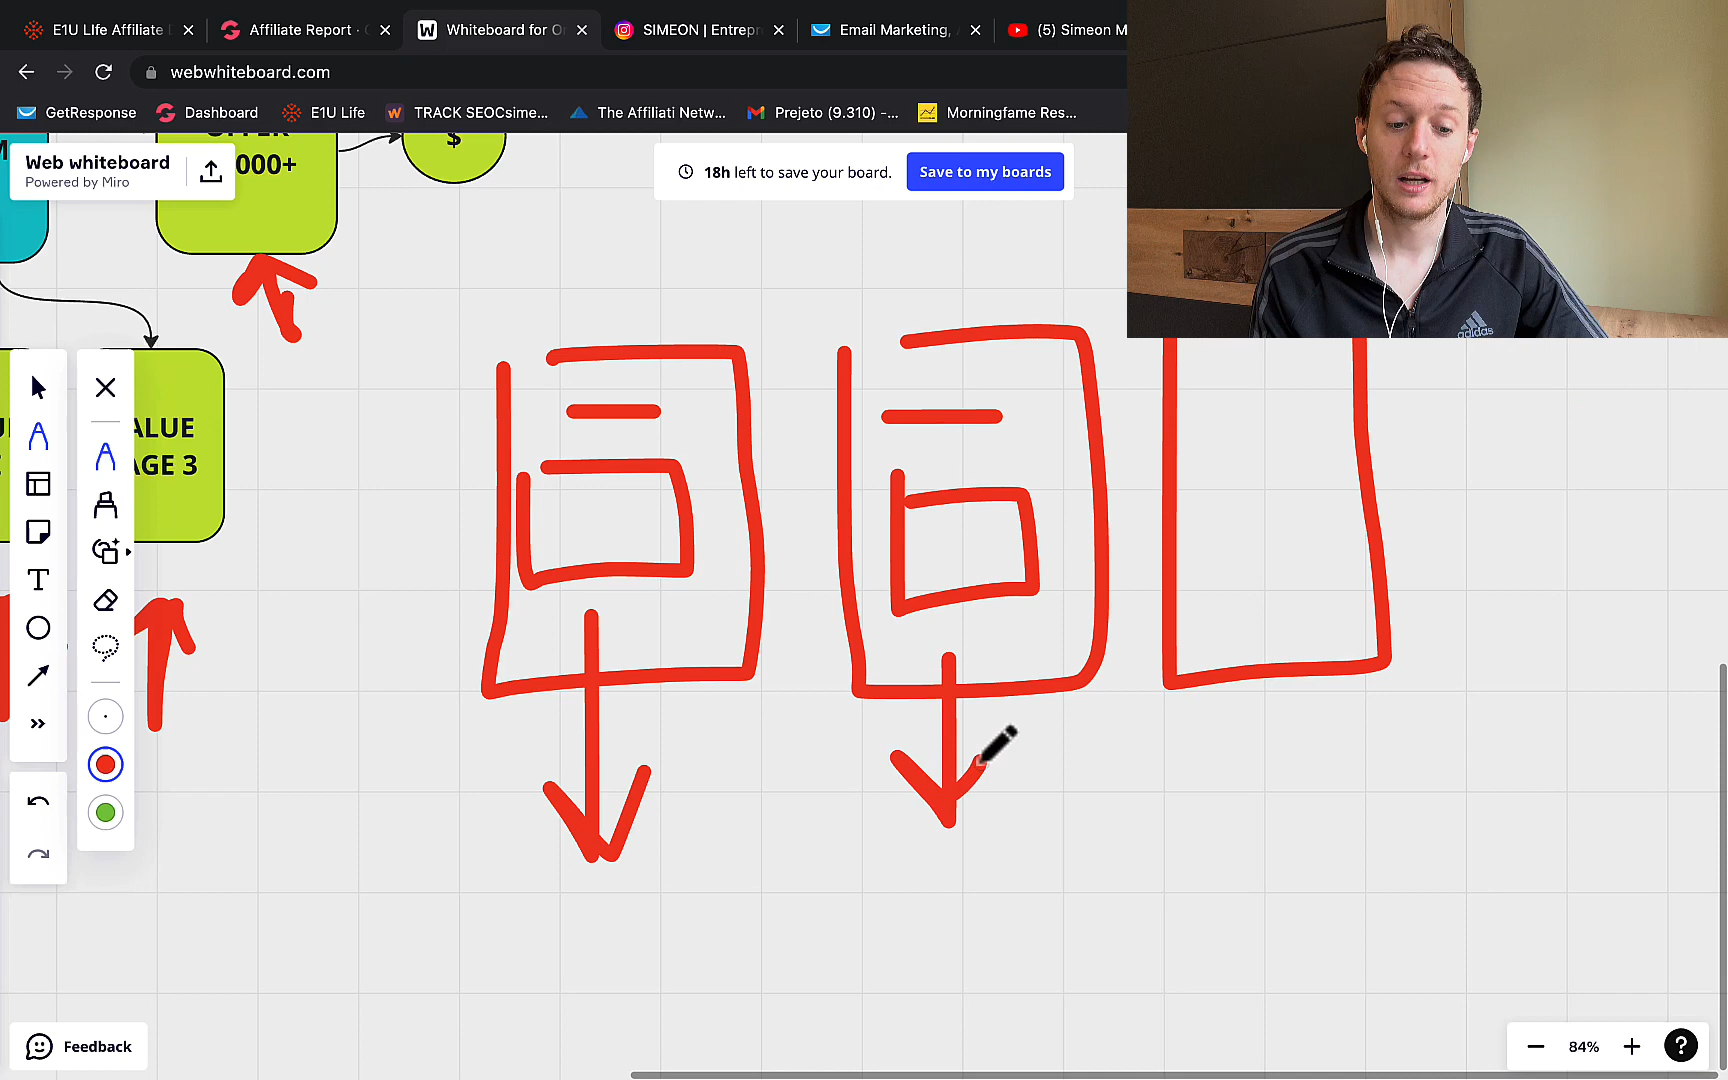 E1U LIfe Affiliate
Affiliate Report ·
Whiteboard for
SIMEON | Entrep
Email Marketing,
(5) Simeon M
webwhiteboard.com
GetResponse
Dashboard
E1U Life
TRACK SEOCsime...
The Affiliati Netw...
Prejeto (9.310) –...
Morningfame Res...
OFFER
000+
$
Web whiteboard
Powered by Miro
18h left to save your board.
Save to my boards
ALUE
AGE 3
T
Feedback
84%
?